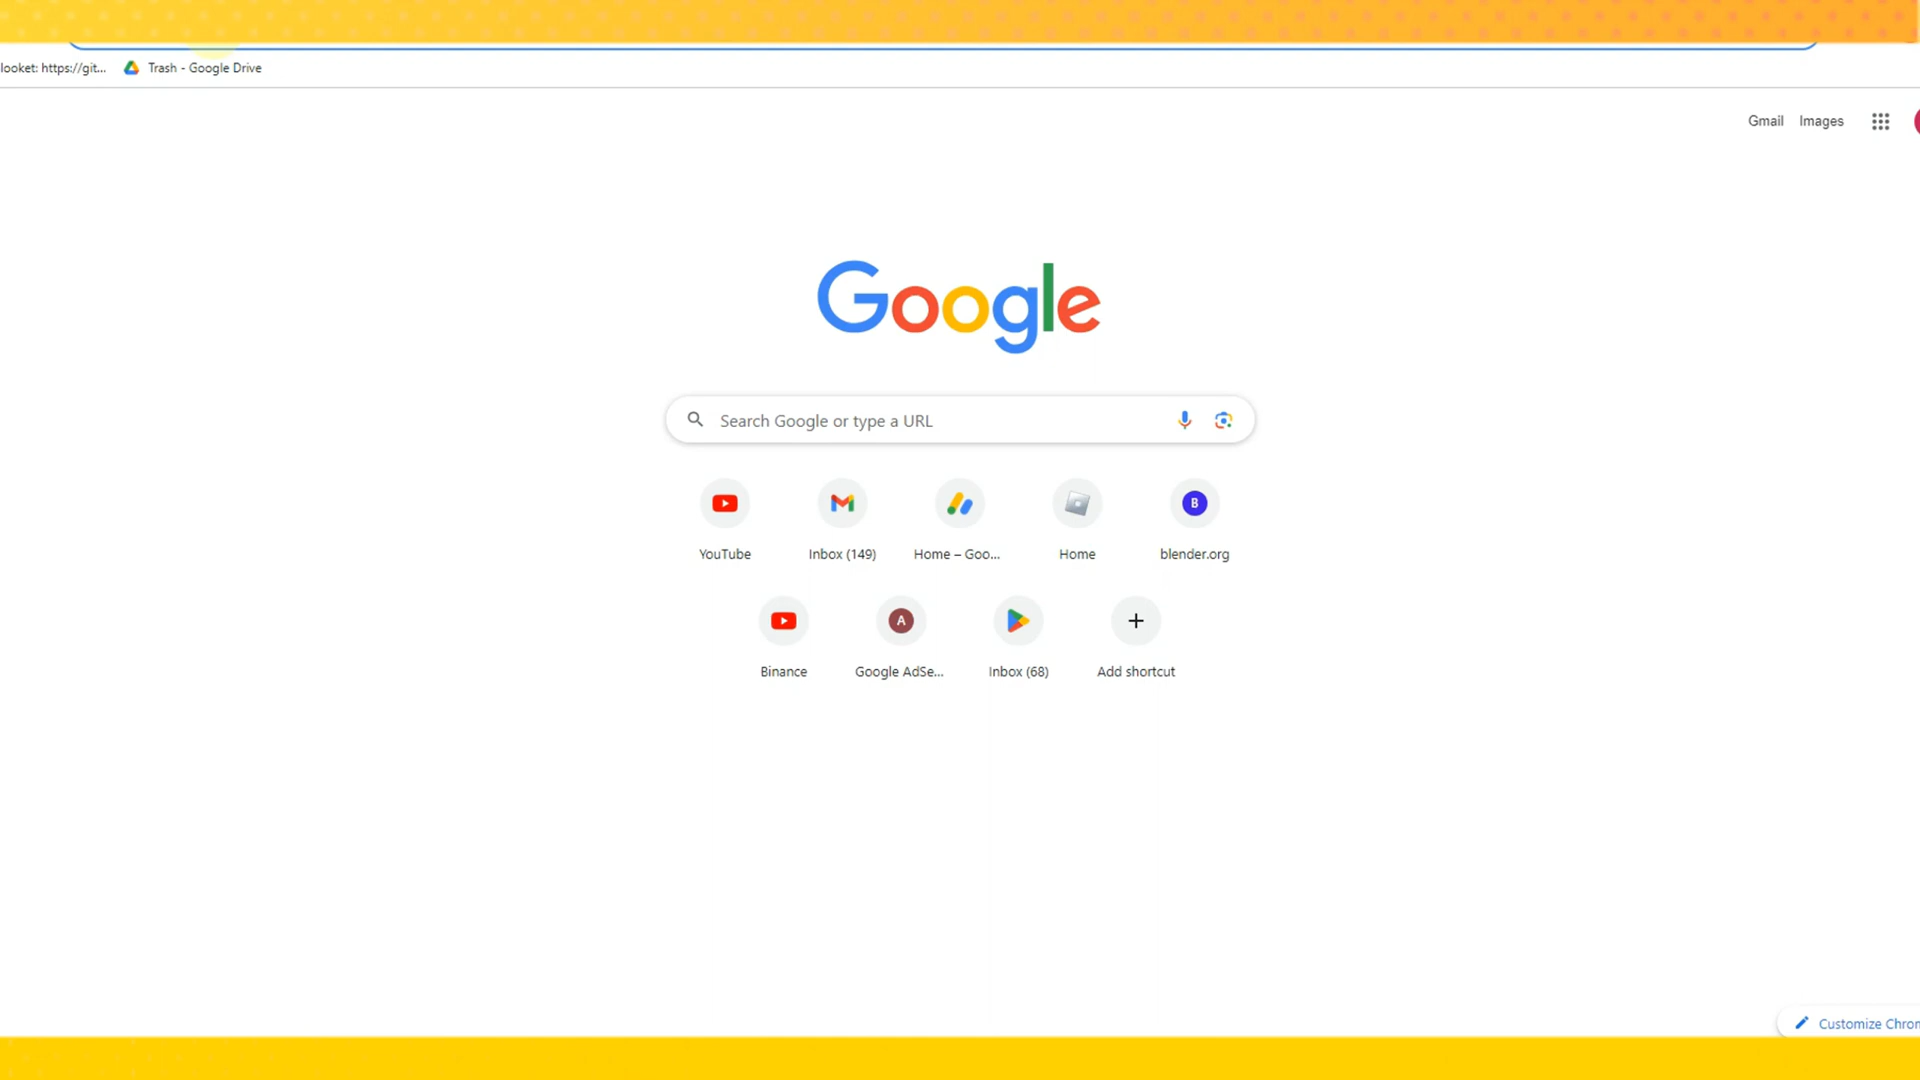 looket: https://git... Trash - Google Drive
Gmail Images
Google
Search Google or type a URL
B
YouTube Inbox (149) Home – Goo... Home blender.org
A
Binance Google AdSe... Inbox (68) Add shortcut
Customize Chrom